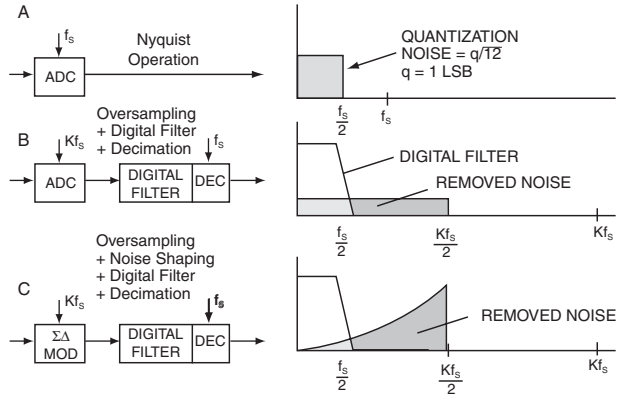 A
fS
ADC
Nyquist
Operation
QUANTIZATION
NOISE = q/12
q = 1 LSB
fS
2
fS
B
Oversampling
+ Digital Filter
+ Decimation
KfS
fS
ADC
DIGITAL
FILTER
DEC
DIGITAL FILTER
REMOVED NOISE
fS
2
KfS
2
KfS
C
Oversampling
+ Noise Shaping
+ Digital Filter
+ Decimation
KfS
fS
ΣΔ
MOD
DIGITAL
FILTER
DEC
REMOVED NOISE
fS
2
KfS
2
KfS